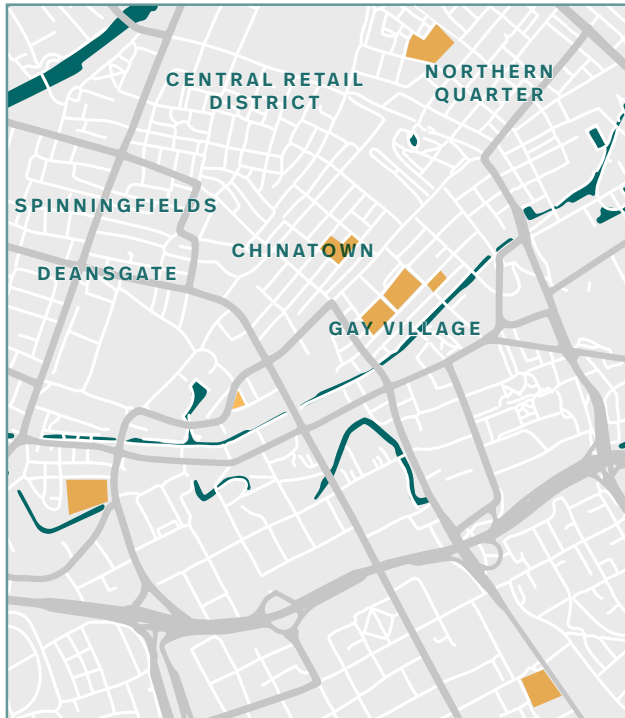 CENTRAL RETAIL
DISTRICT
NORTHERN
QUARTER
SPINNINGFIELDS
CHINATOWN
DEANSGATE
GAY VILLAGE